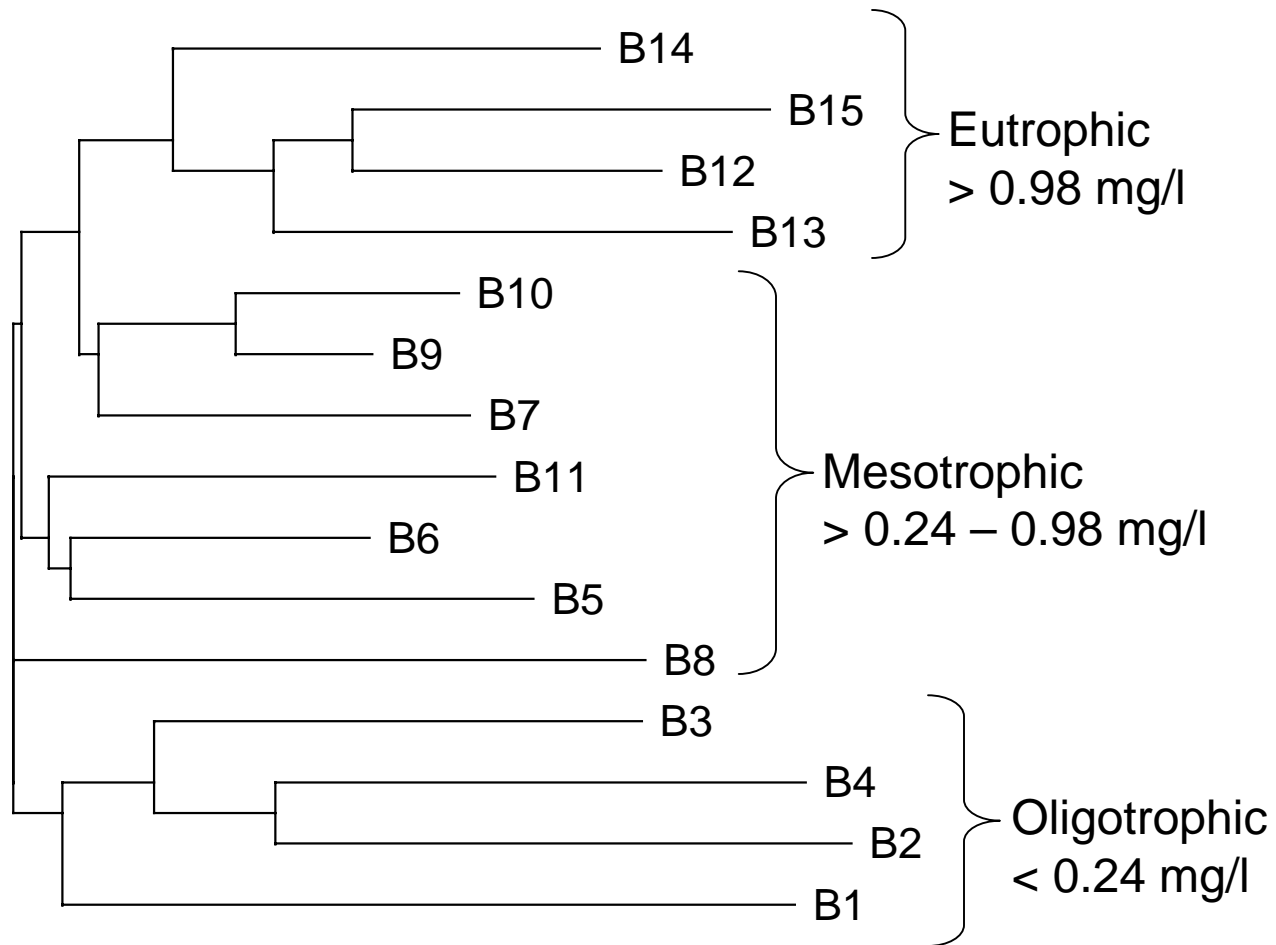 B14
B15
B12
B13
Eutrophic
> 0.98 mg/l
B10
B9
B7
B11
B6
B5
B8
Mesotrophic
> 0.24 – 0.98 mg/l
B3
B4
B2
B1
Oligotrophic
< 0.24 mg/l